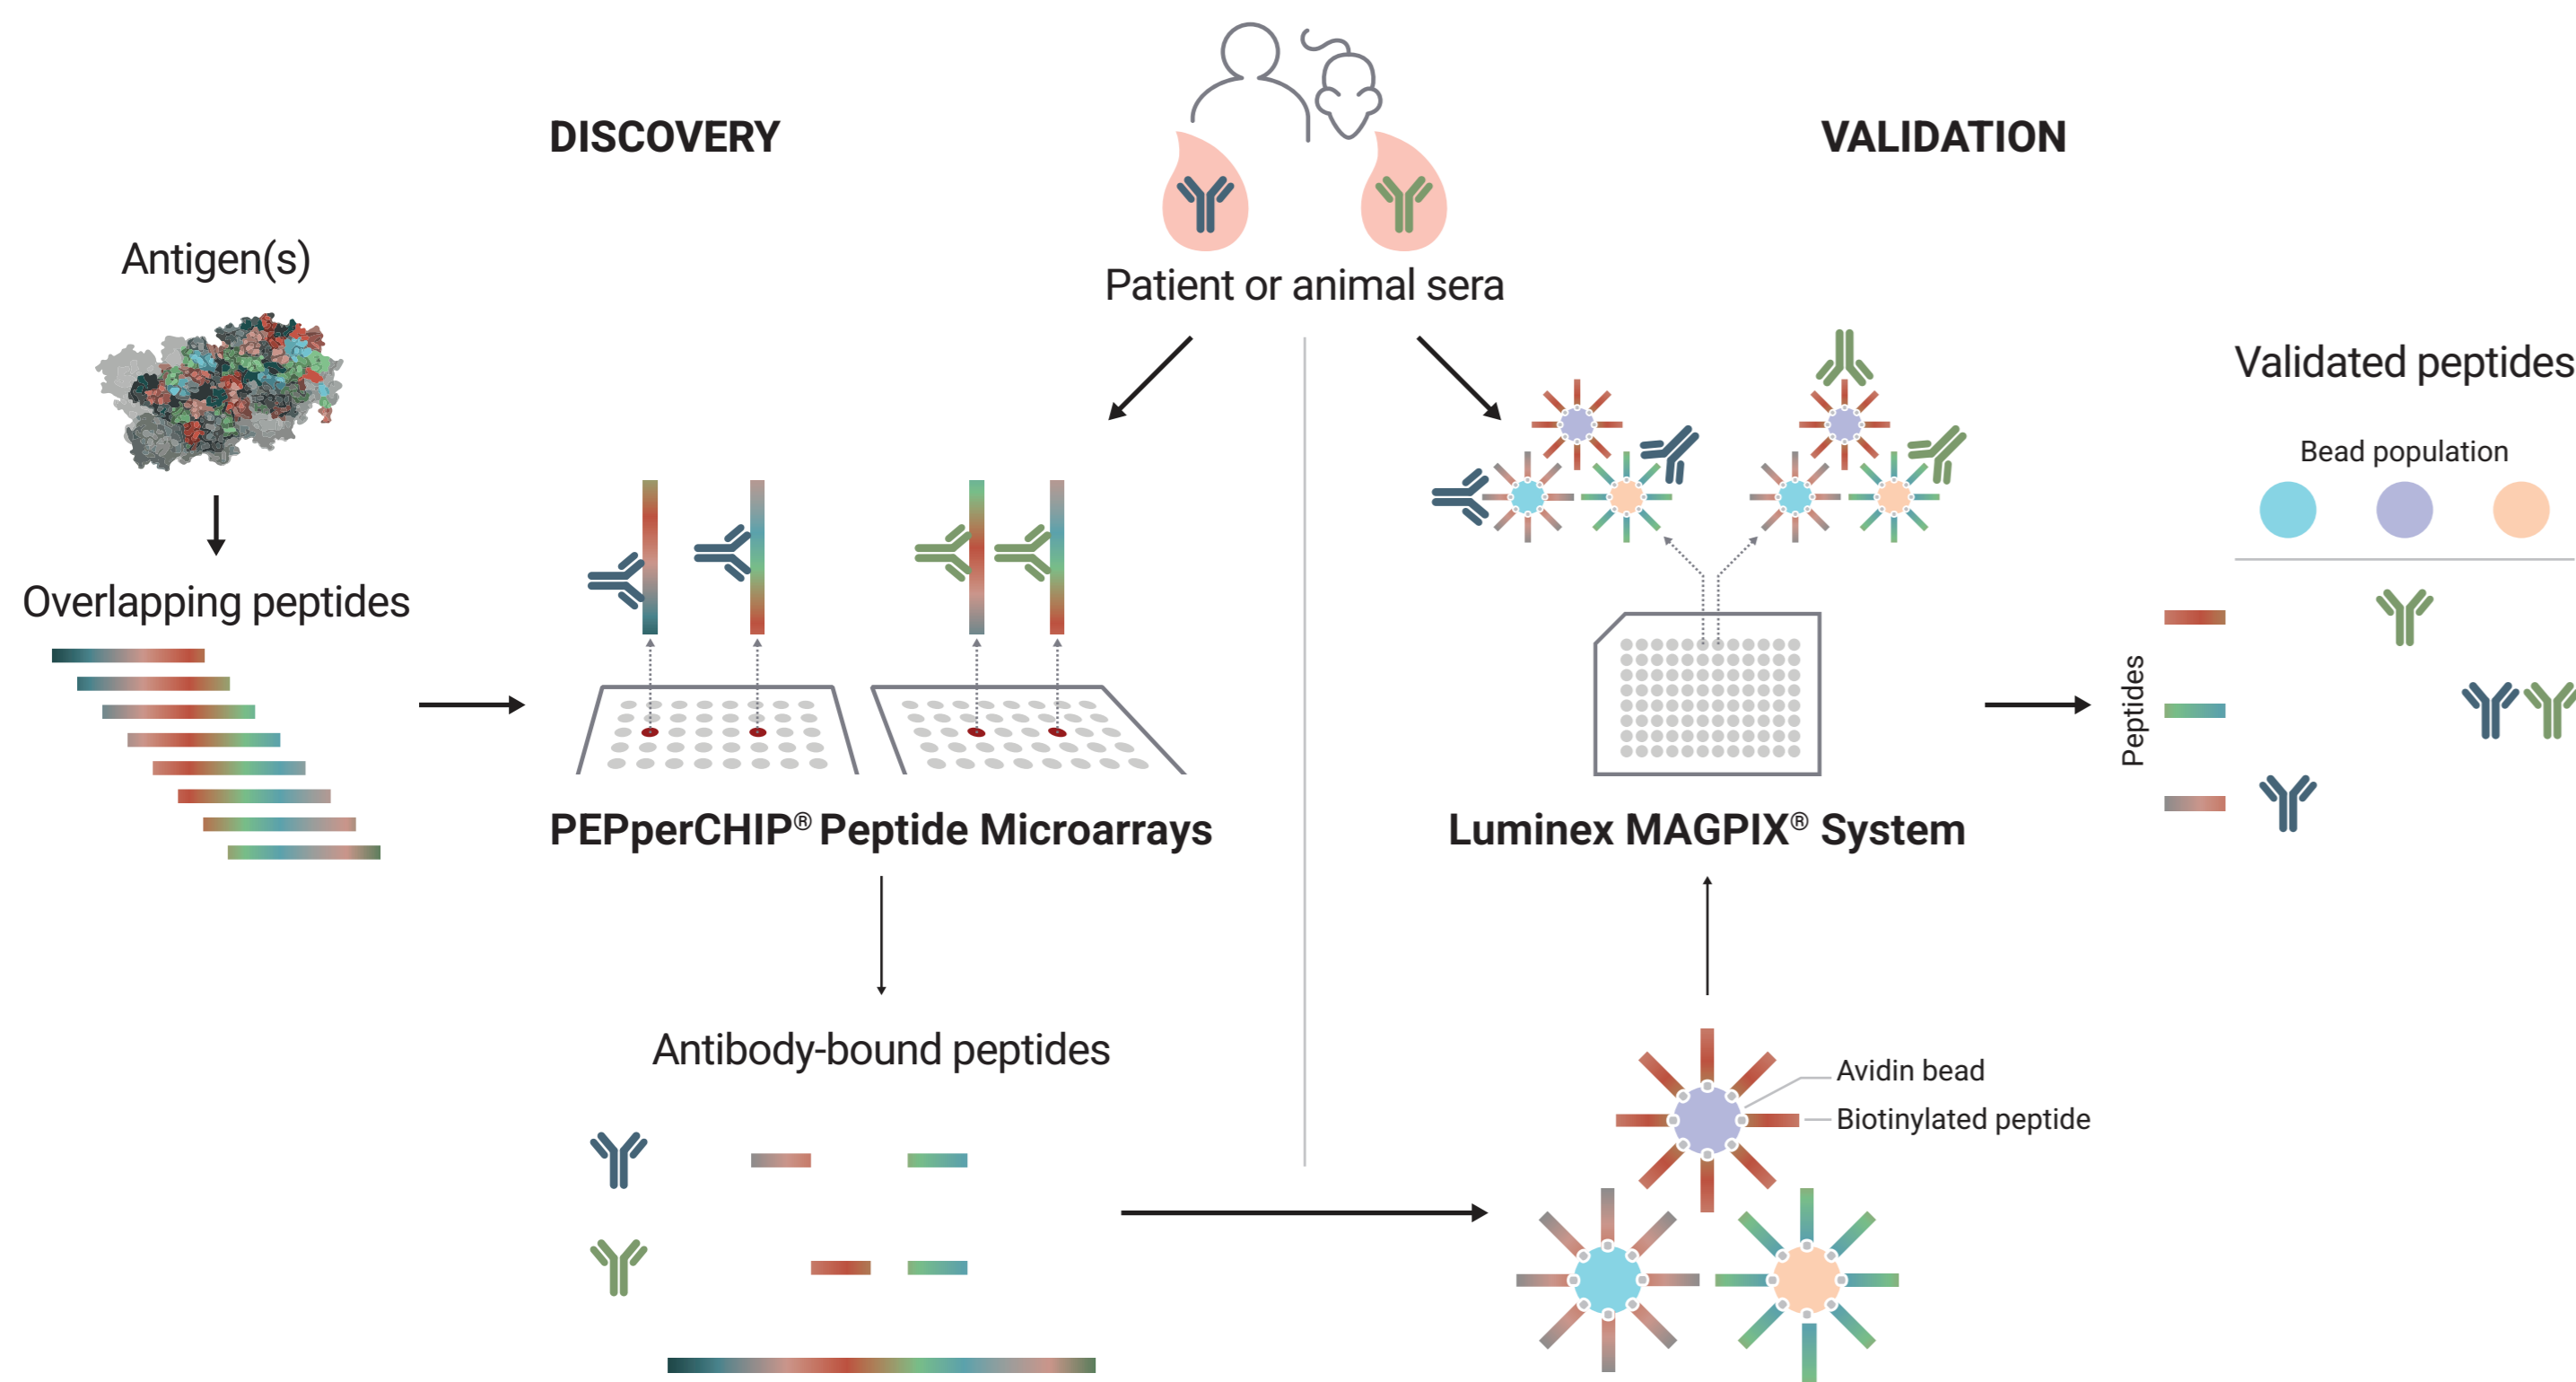 DISCOVERY
VALIDATION
Antigen(s)
Patient or animal sera
Overlapping peptides
Validated peptides
Bead population
Peptides
PEPperCHIP® Peptide Microarrays
Luminex MAGPIX® System
Antibody-bound peptides
Avidin bead
Biotinylated peptide